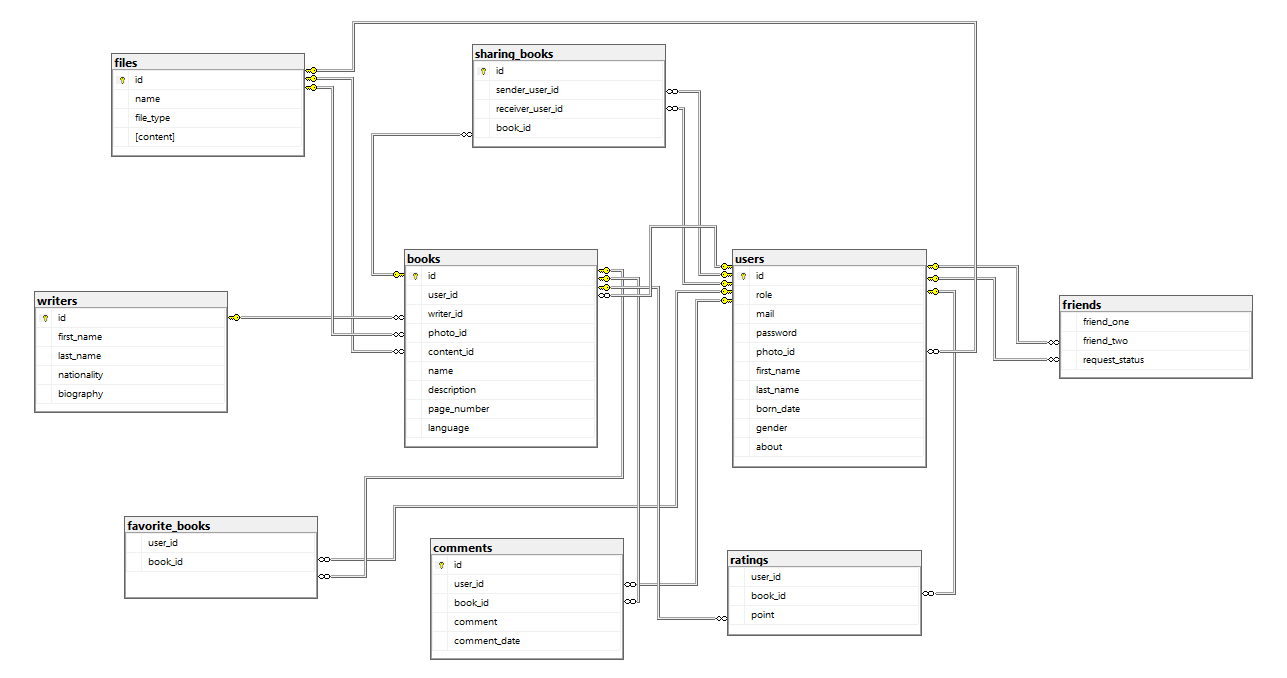 files
id
name
file_type
[content]
sharing_books
id
sender_user_id
receiver_user_id
book_id
writers
id
first_name
last_name
nationality
biography
books
id
user_id
writer_id
photo_id
content_id
name
description
page_number
language
users
id
role
mail
password
photo_id
first_name
last_name
born_date
gender
about
friends
friend_one
friend_two
request_status
favorite_books
user_id
book_id
comments
id
user_id
book_id
comment
comment_date
ratings
user_id
book_id
point